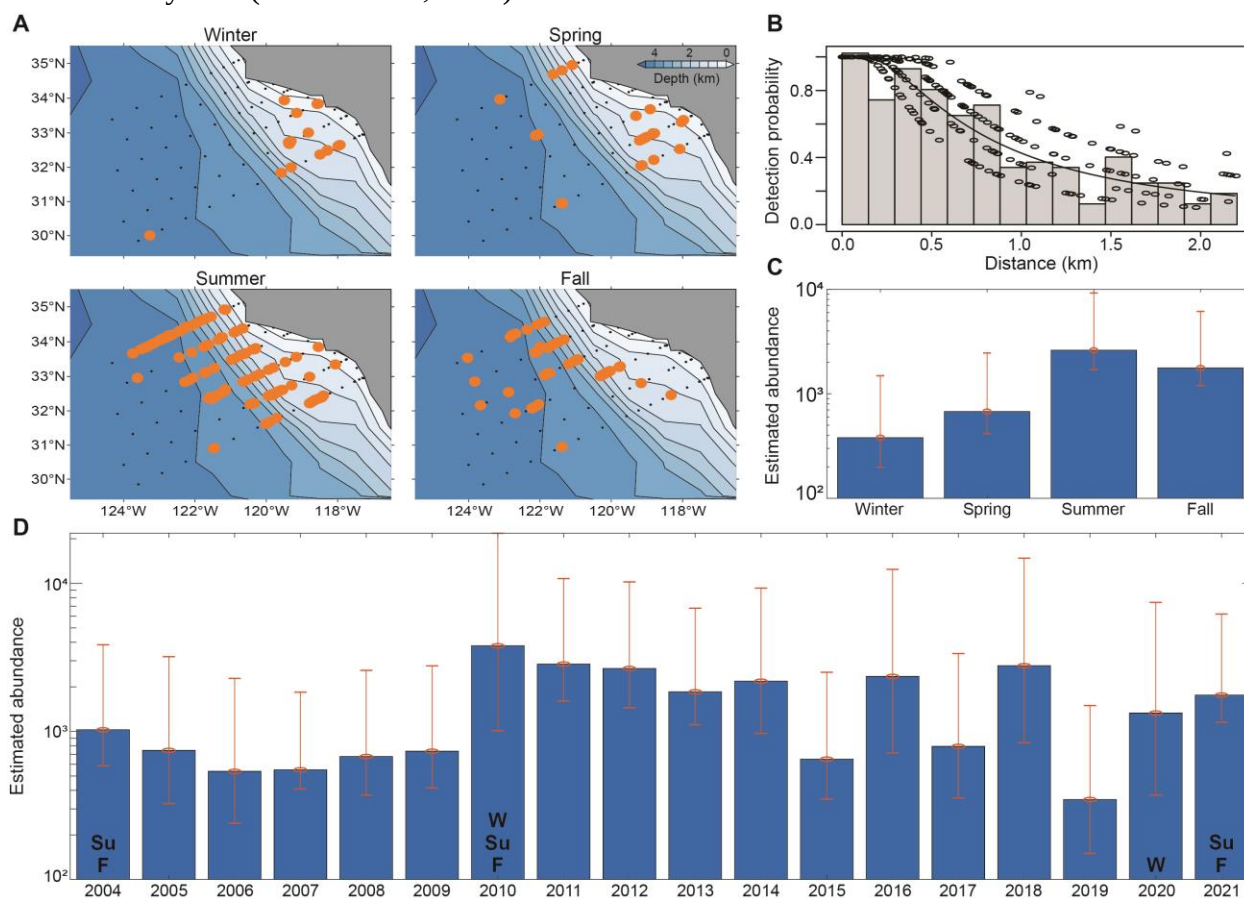 A
Winter
Spring
35°N
34°N
33°N
32°N
31°N
30°N
4 2 0
Depth (km)
Summer
Fall
35°N
34°N
33°N
32°N
31°N
30°N
124°W 122°W 120°W 118°W
124°W 122°W 120°W 118°W
B
Detection probability
0.8
0.4
0.0
0.0 0.5 1.0 1.5 2.0
Distance (km)
C
Estimated abundance
10⁴
10³
10²
Winter Spring Summer Fall
D
Estimated abundance
10⁴
10³
10²
Su
F
W
Su
F
W
Su
F
2004 2005 2006 2007 2008 2009 2010 2011 2012 2013 2014 2015 2016 2017 2018 2019 2020 2021